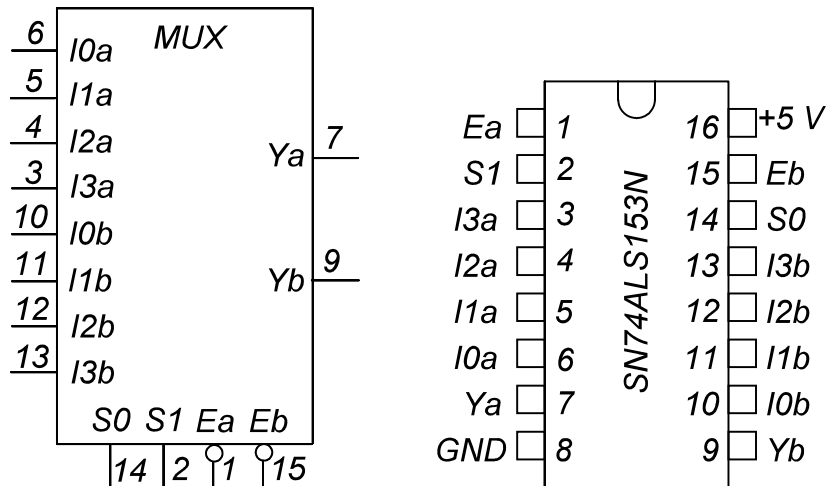 MUX
6 I0a
5 I1a
4 I2a
3 I3a
10 I0b
11 I1b
12 I2b
13 I3b
Ya 7
Yb 9
S0 S1 Ea Eb
14 2 1 15
SN74ALS153N
Ea 1 16 +5 V
S1 2 15 Eb
I3a 3 14 S0
I2a 4 13 I3b
I1a 5 12 I2b
I0a 6 11 I1b
Ya 7 10 I0b
GND 8 9 Yb